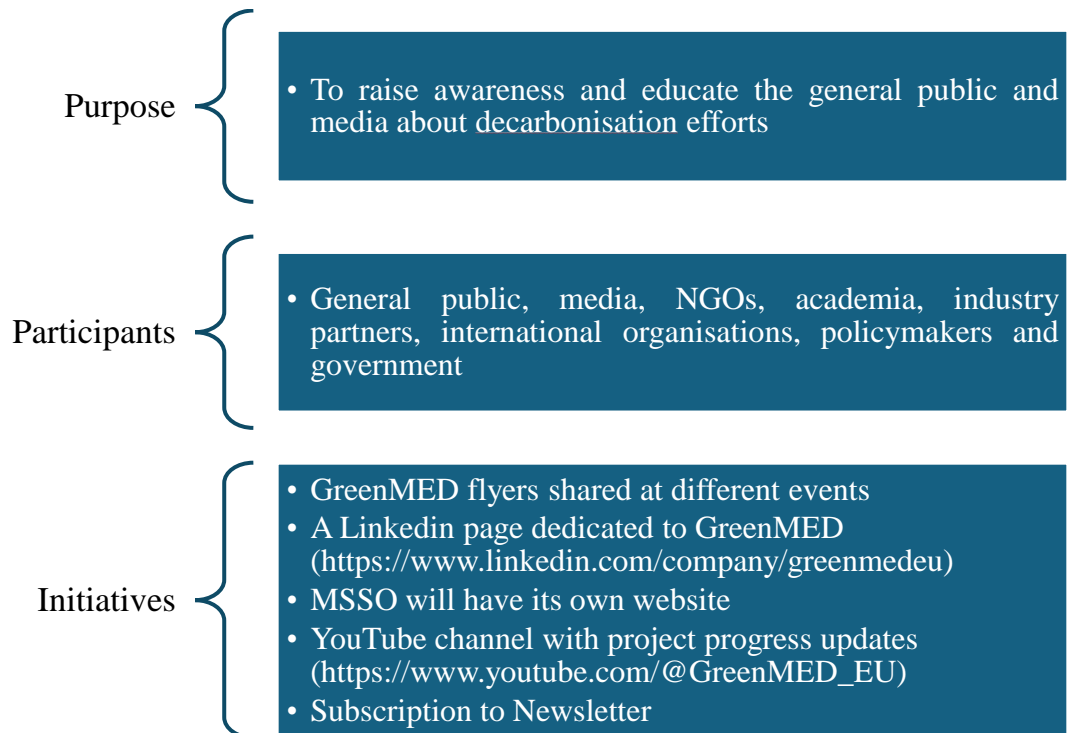 Purpose
• To raise awareness and educate the general public and
media about decarbonisation efforts
Participants
• General public, media, NGOs, academia, industry
partners, international organisations, policymakers and
government
Initiatives
• GreenMED flyers shared at different events
• A Linkedin page dedicated to GreenMED
(https://www.linkedin.com/company/greenmedeu)
• MSSO will have its own website
• YouTube channel with project progress updates
(https://www.youtube.com/@GreenMED_EU)
• Subscription to Newsletter